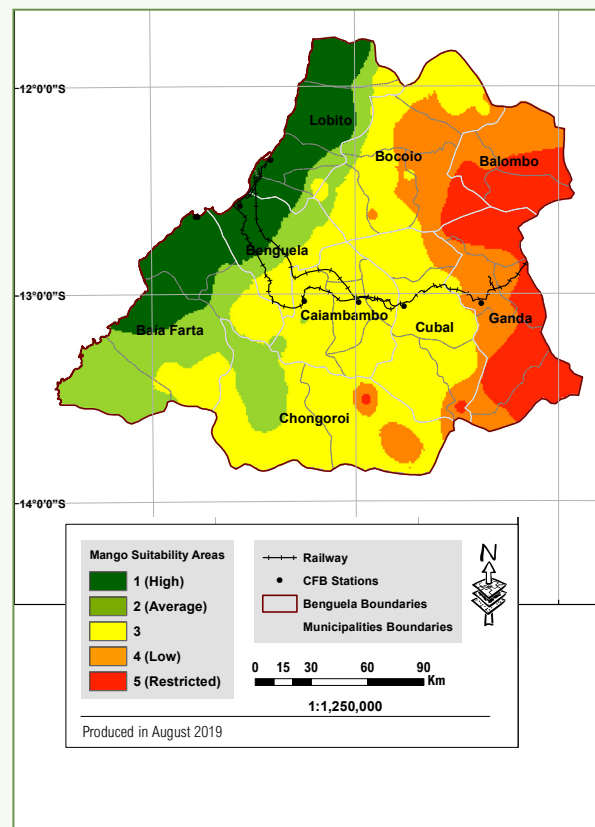 12°0'0"S
Lobito
Bocoio
Balombo
Benguela
13°0'0"S
Caiambambo
Ganda
Baía Farta
Cubal
Chongoroi
14°0'0"S
Mango Suitability Areas
1 (High)
2 (Average)
3
4 (Low)
5 (Restricted)
Railway
CFB Stations
Benguela Boundaries
Municipalities Boundaries
N
0 15 30 60 90
Km
1:1,250,000
Produced in August 2019